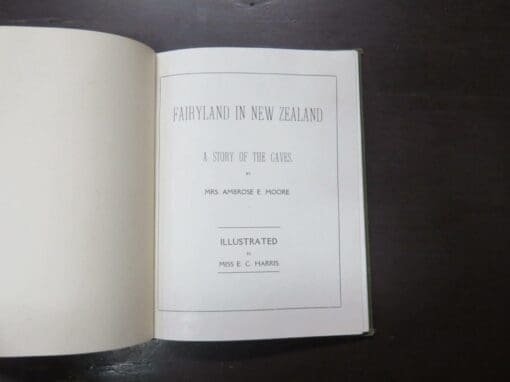 FAIRYLAND IN NEW ZEALAND
A STORY OF THE CAVES.
BY
MRS. AMBROSE E. MOORE.
ILLUSTRATED
BY
MISS E. C. HARRIS.